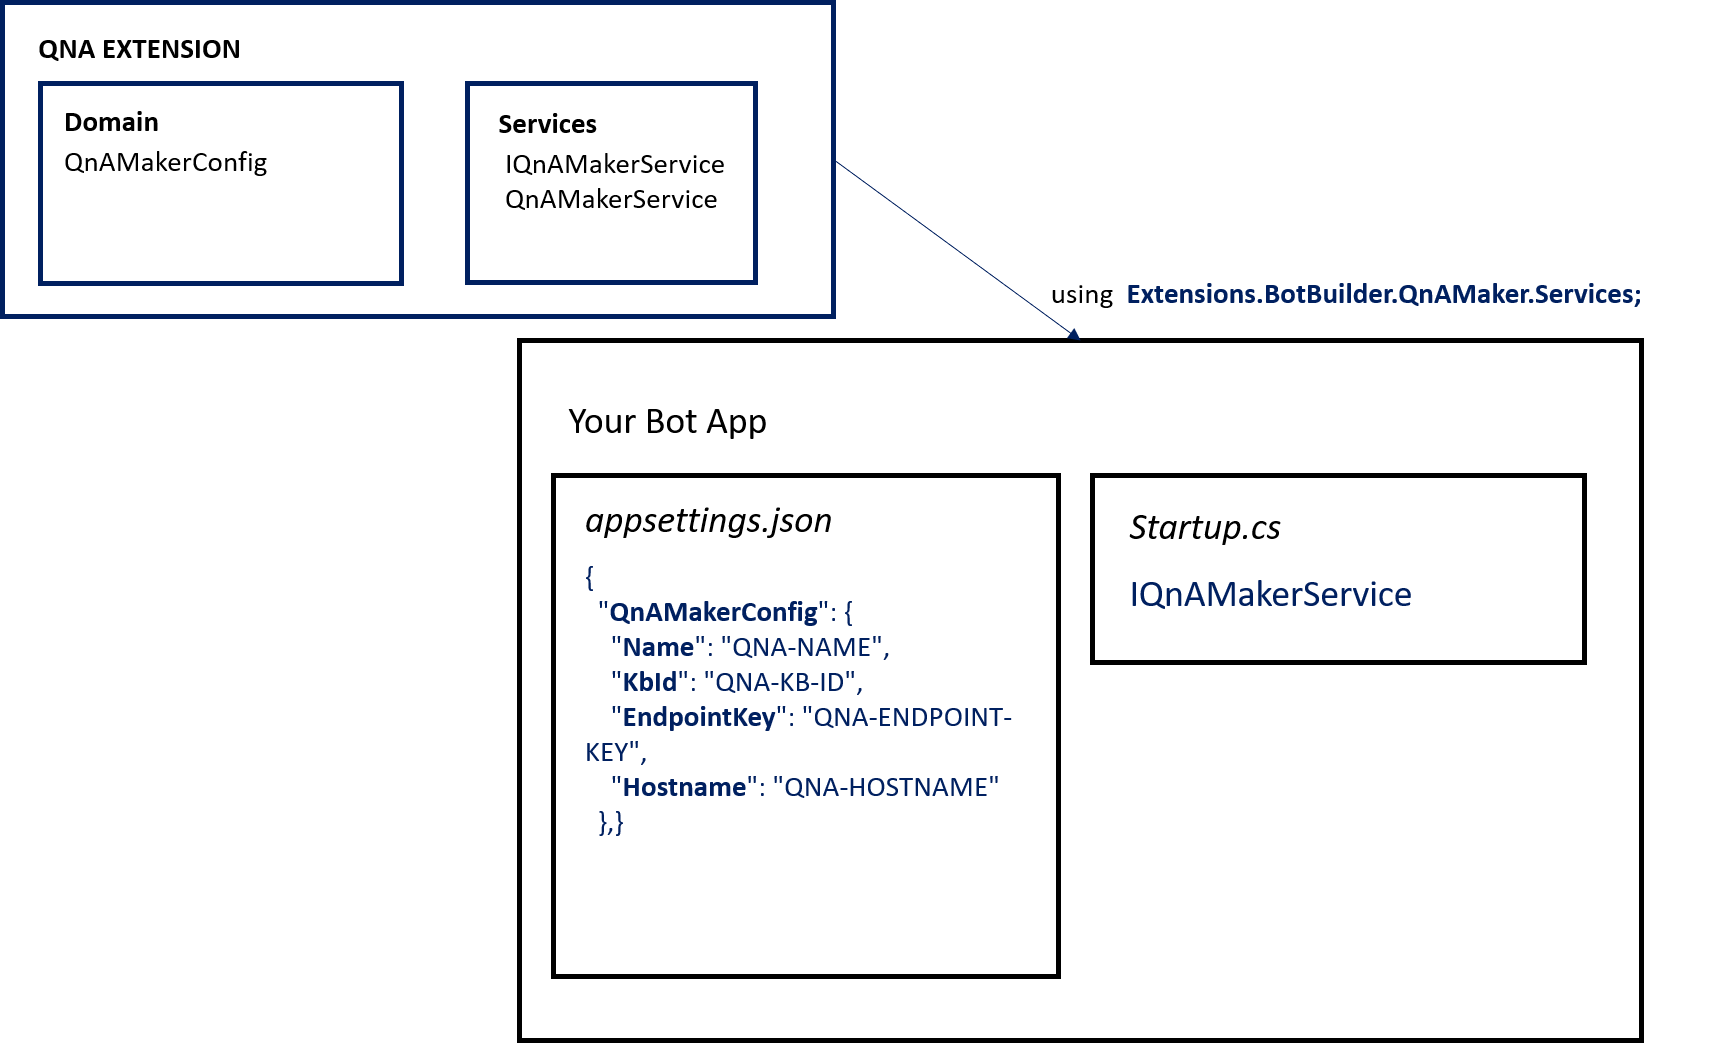 QNA EXTENSION
Domain
QnAMakerConfig
Services
IQnAMakerService
QnAMakerService
using Extensions.BotBuilder.QnAMaker.Services;
Your Bot App
appsettings.json
{
"QnAMakerConfig": {
"Name": "QNA-NAME",
"KbId": "QNA-KB-ID",
"EndpointKey": "QNA-ENDPOINT-
KEY",
"Hostname": "QNA-HOSTNAME"
},}
Startup.cs
IQnAMakerService